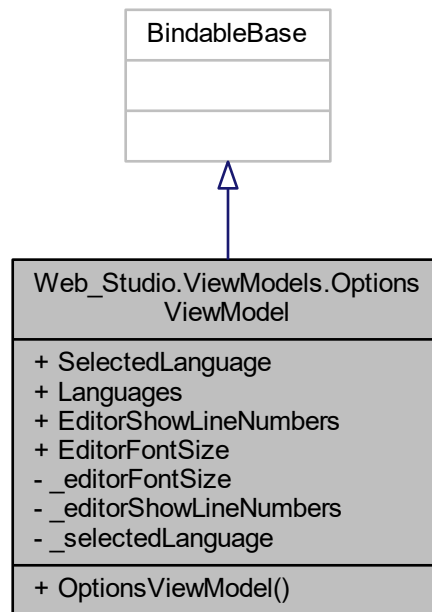 BindableBase
Web_Studio.ViewModels.Options
ViewModel
+ SelectedLanguage
+ Languages
+ EditorShowLineNumbers
+ EditorFontSize
- _editorFontSize
- _editorShowLineNumbers
- _selectedLanguage
+ OptionsViewModel()